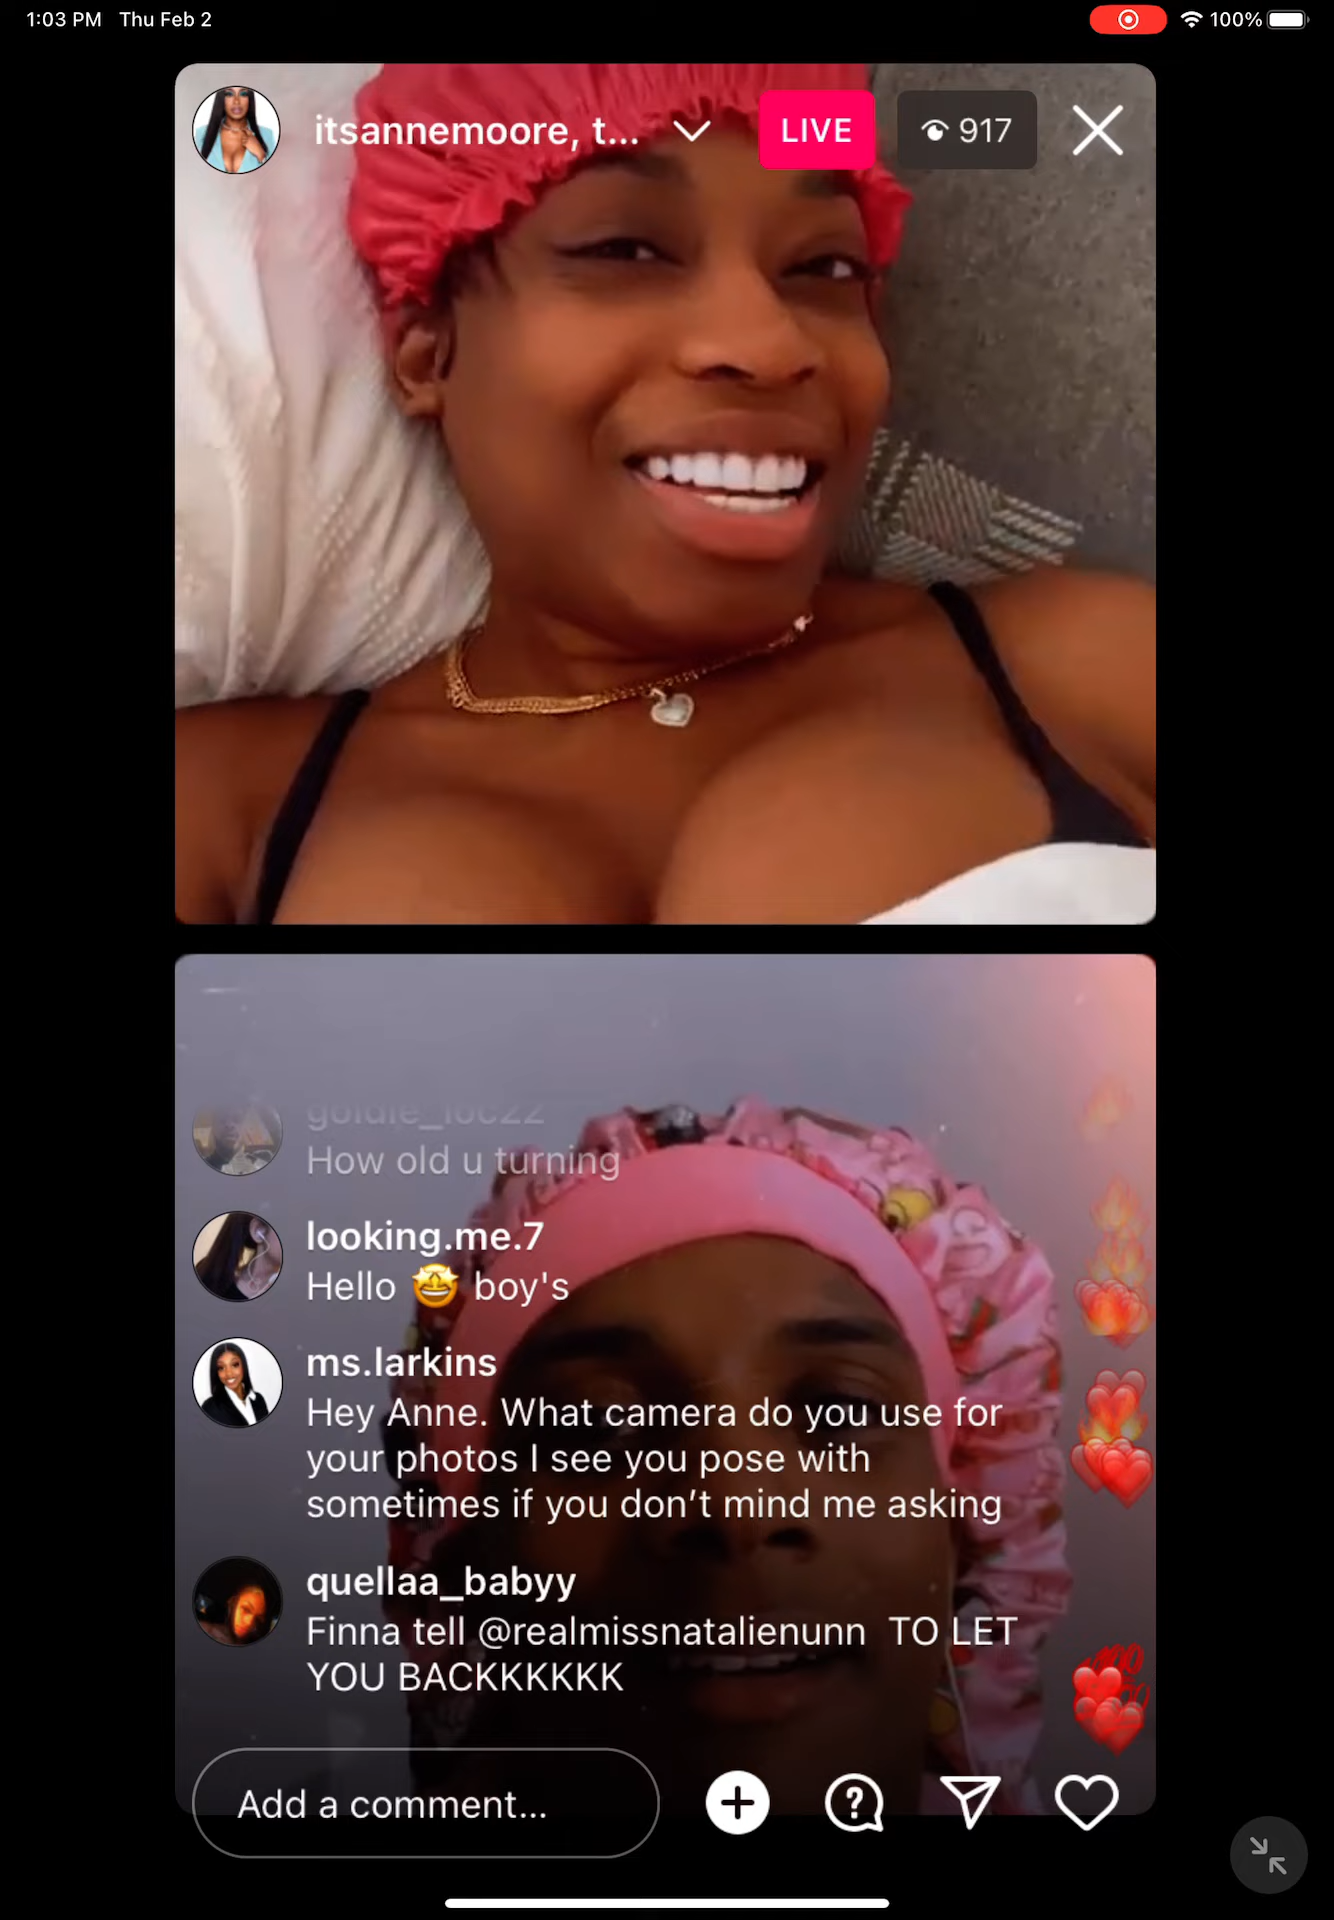 1:03 PM Thu Feb 2
100%
itsannemoore, t...
LIVE
917
goldie_loc22
How old u turning
looking.me.7
Hello 🤩 boy's
ms.larkins
Hey Anne. What camera do you use for
your photos I see you pose with
sometimes if you don’t mind me asking
quellaa_babyy
Finna tell @realmissnatalienunn TO LET
YOU BACKKKKKK
Add a comment...